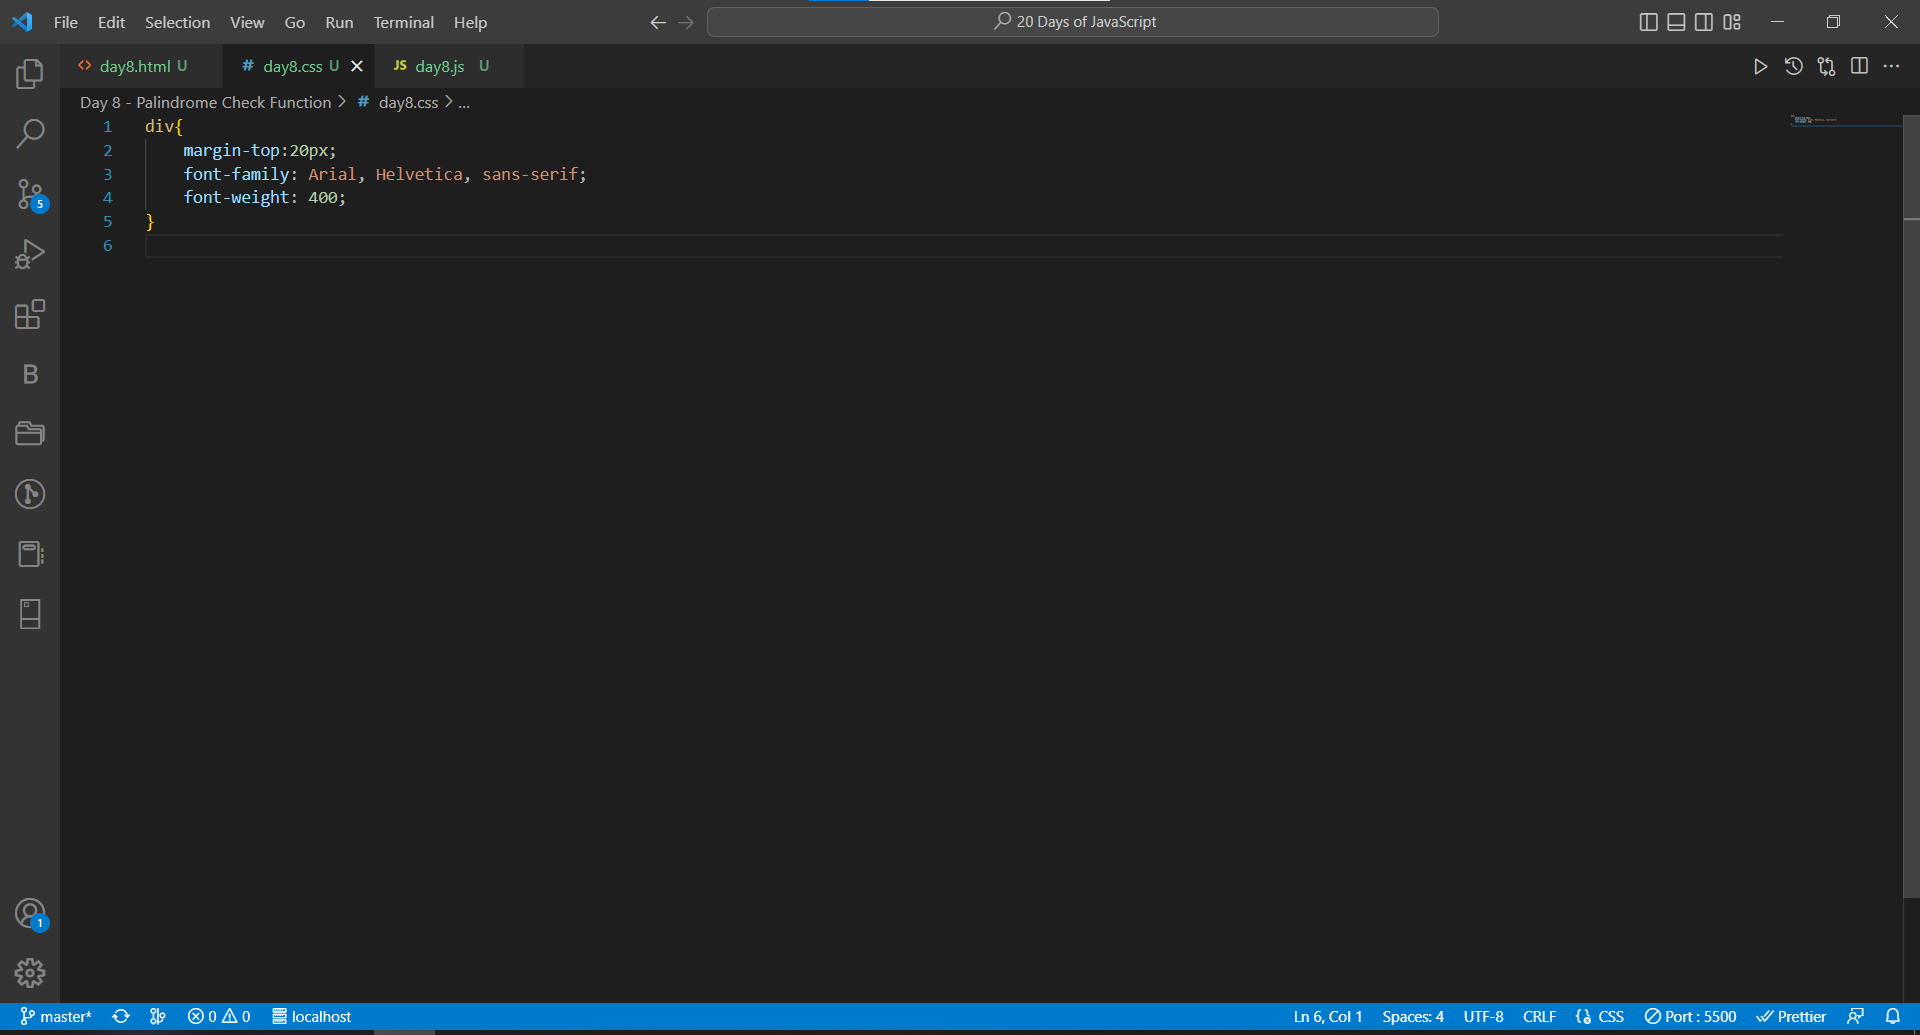 File Edit Selection View Go Run Terminal Help 20 Days of JavaScript
day8.html U # day8.css U JS day8.js U
Day 8 - Palindrome Check Function > # day8.css > ...
1 div{
2 margin-top:20px;
3 font-family: Arial, Helvetica, sans-serif;
4 font-weight: 400;
5 }
6
5
B
1
master* 0 0 localhost Ln 6, Col 1 Spaces: 4 UTF-8 CRLF {} CSS Port : 5500 Prettier